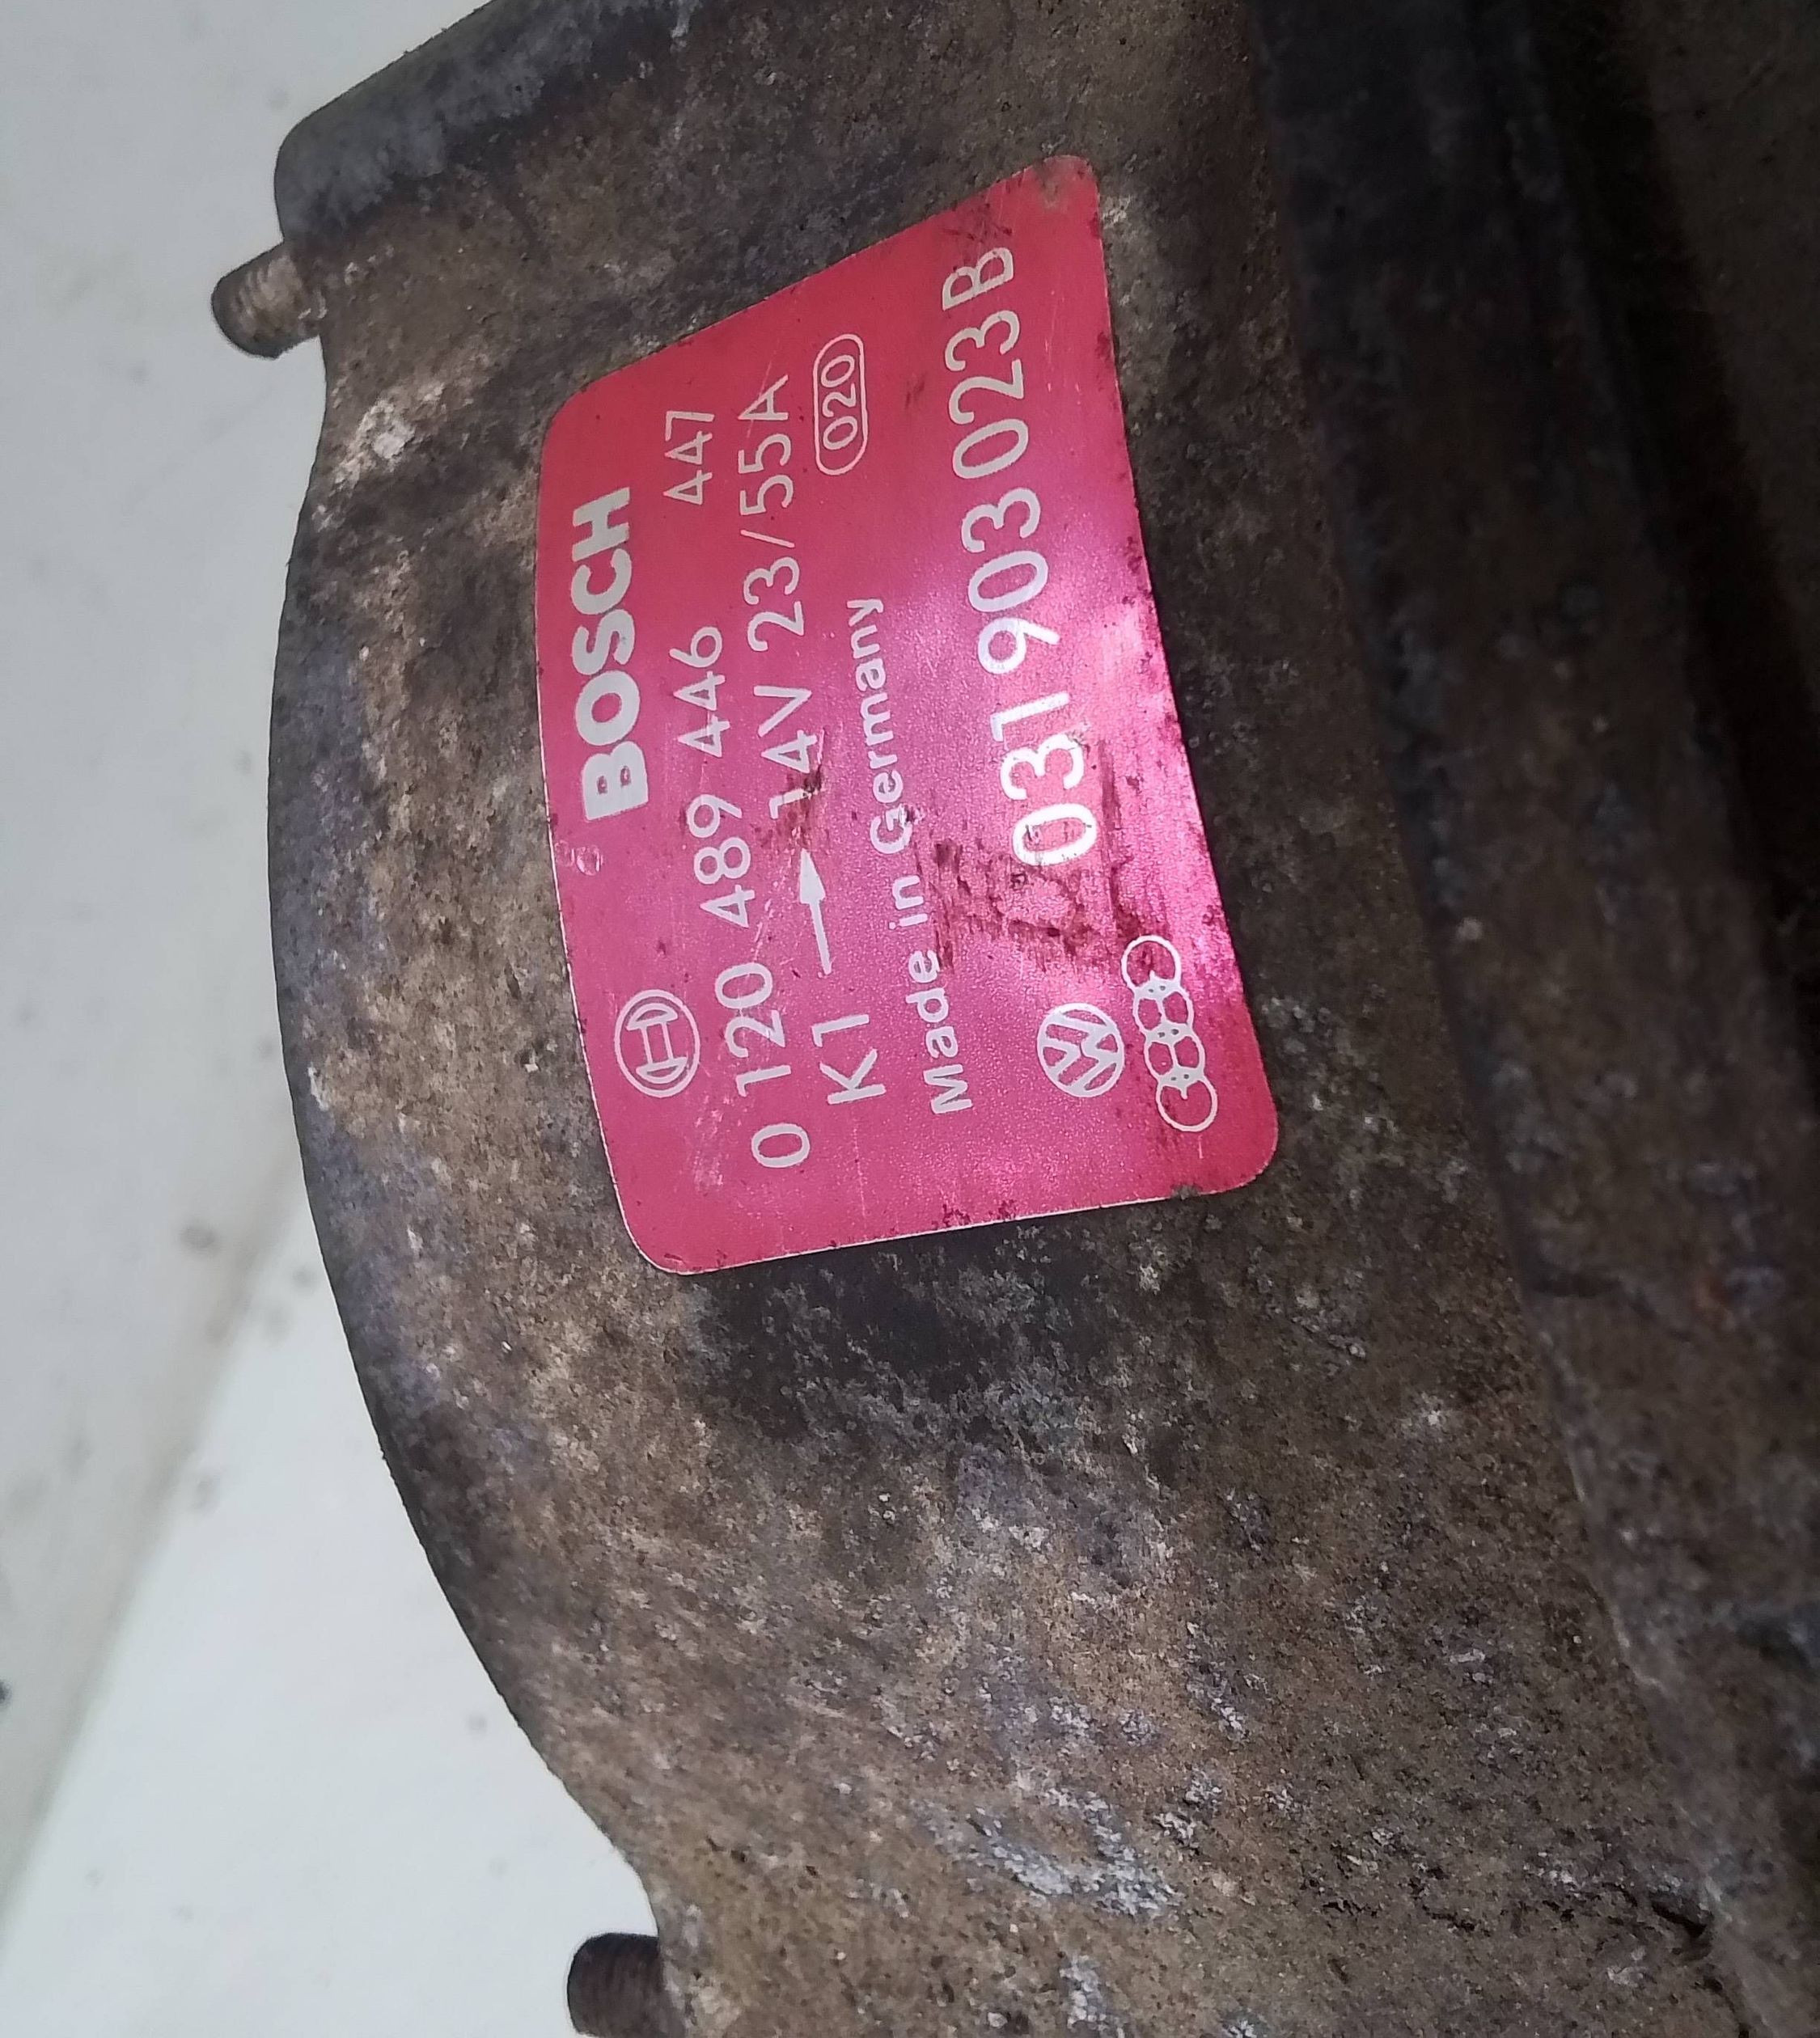 BOSCH
0 120 489 446 447
K1 → 14V 23/55A
Made in Germany 020
031 903 023 B